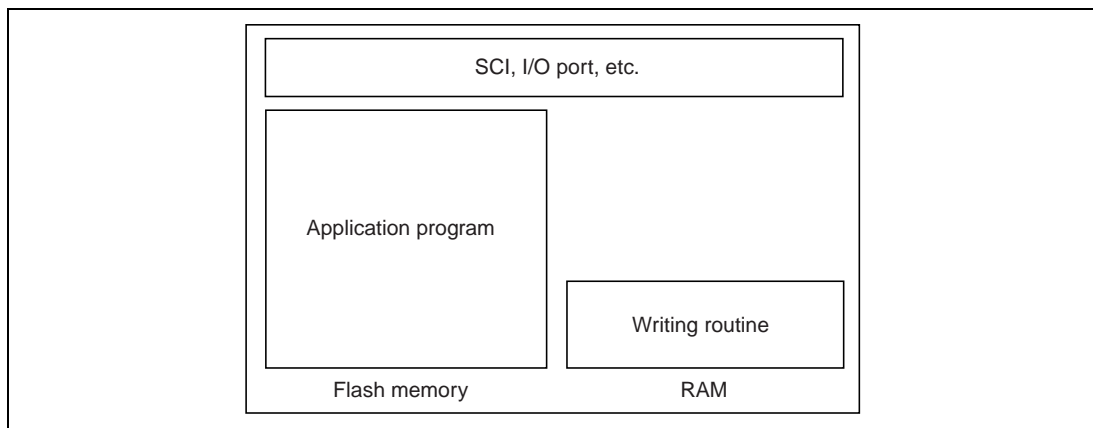 SCI, I/O port, etc.
Application program
Writing routine
Flash memory
RAM